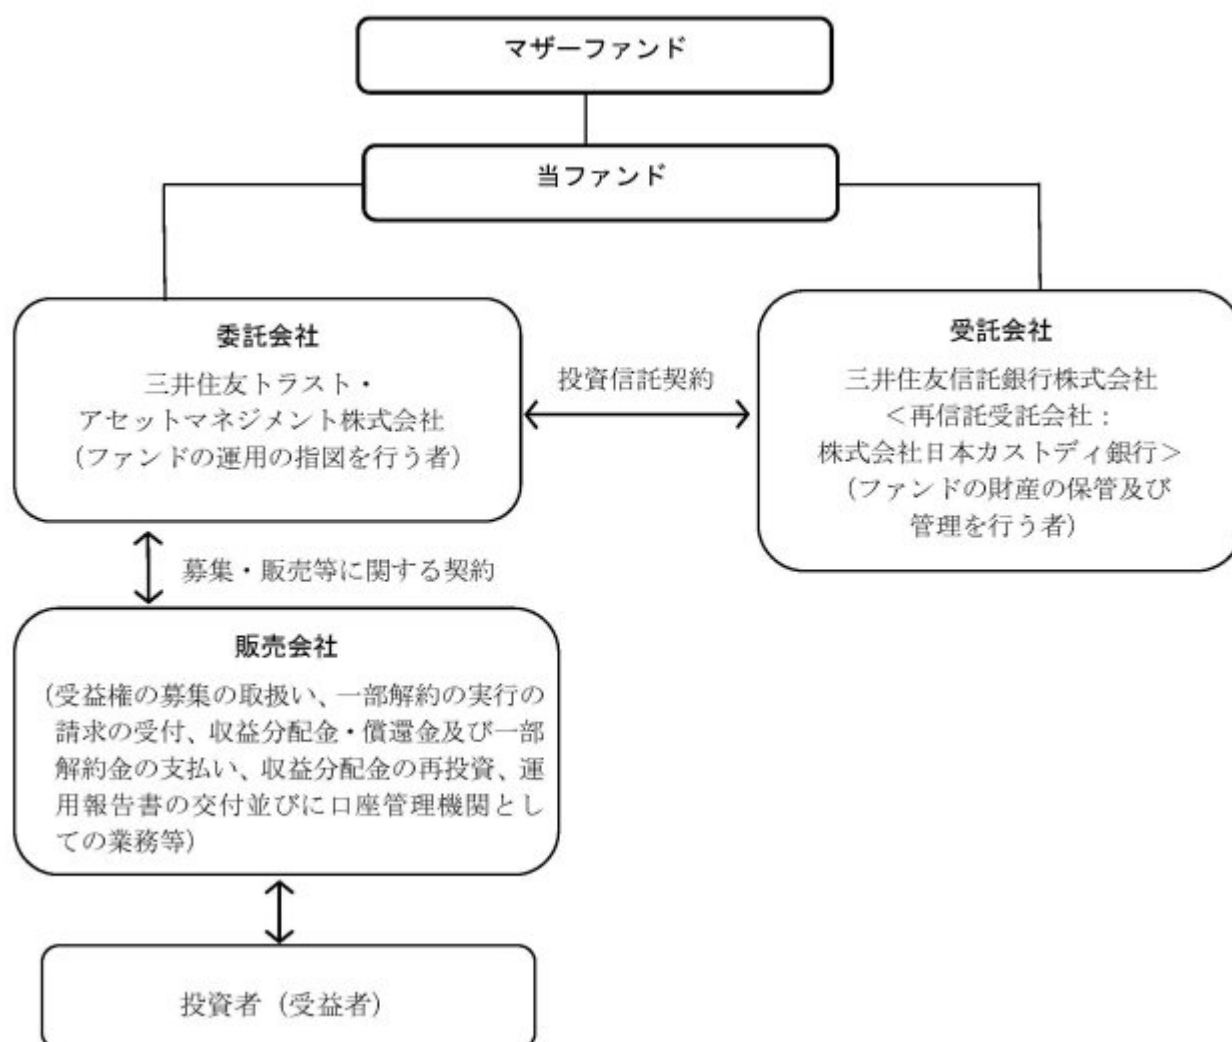 マザーファンド
当ファンド
委託会社
三井住友トラスト・
アセットマネジメント株式会社
（ファンドの運用の指図を行う者）
投資信託契約
受託会社
三井住友信託銀行株式会社
＜再信託受託会社：
株式会社日本カストディ銀行＞
（ファンドの財産の保管及び
管理を行う者）
募集・販売等に関する契約
販売会社
（受益権の募集の取扱い、一部解約の実行の
請求の受付、収益分配金・償還金及び一部
解約金の支払い、収益分配金の再投資、運
用報告書の交付並びに口座管理機関とし
ての業務等）
投資者（受益者）